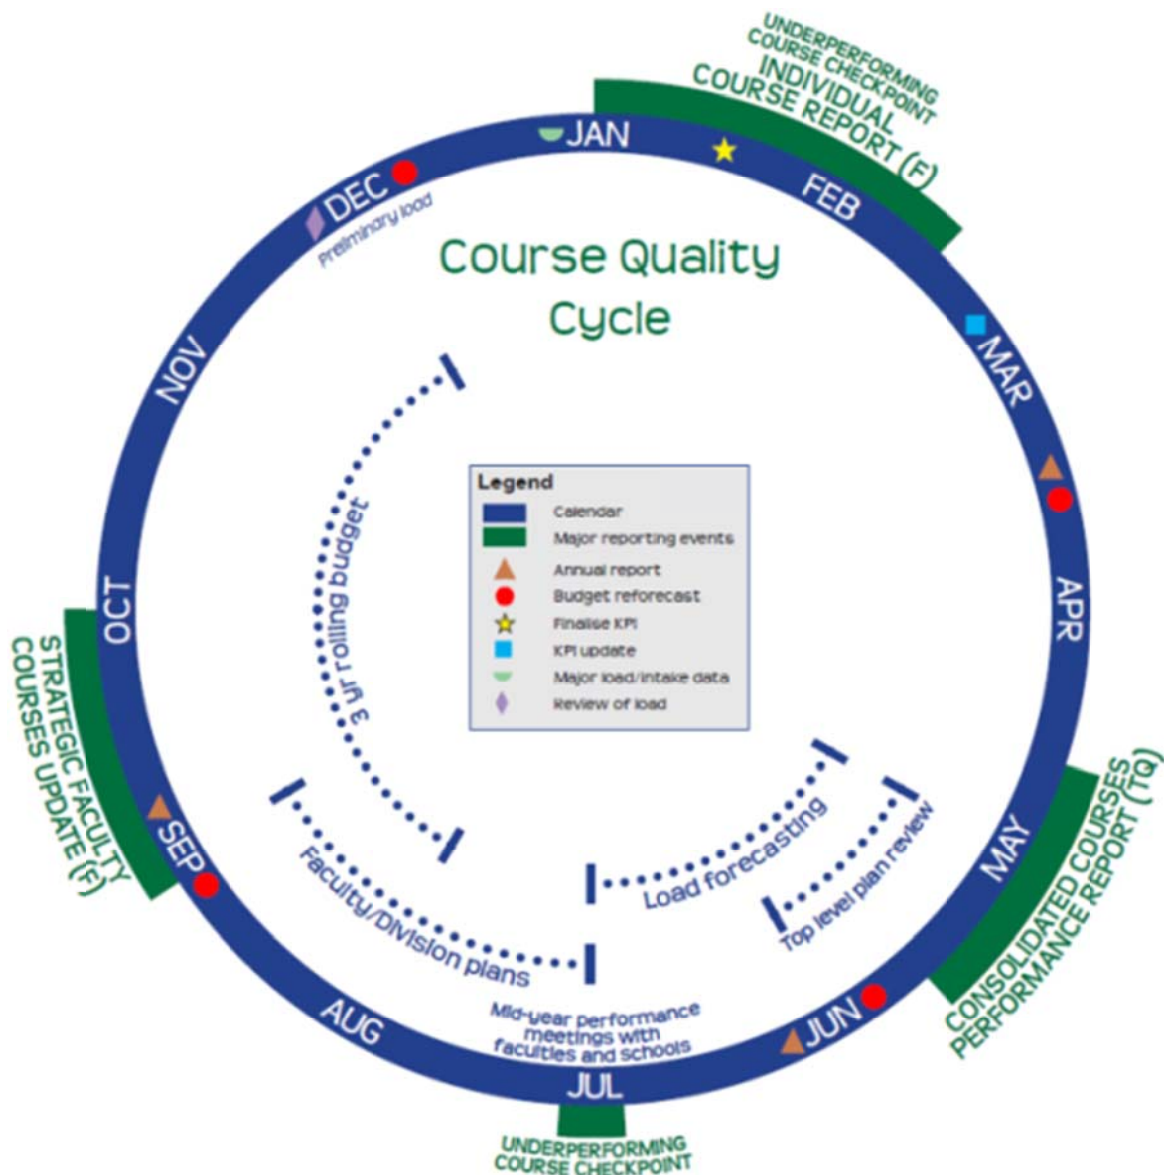 UNDERPERFORMING
COURSE CHECKPOINT
INDIVIDUAL
COURSE REPORT (F)
JAN
FEB
MAR
APR
MAY
JUN
JUL
AUG
SEP
OCT
NOV
DEC
Preliminary load
Course Quality
Cycle
3 yr rolling budget
Legend
Calendar
Major reporting events
Annual report
Budget reforecast
Finalise KPI
KPI update
Major load/intake data
Review of load
STRATEGIC FACULTY
COURSES UPDATE (F)
Faculty/Division plans
Load forecasting
Top level plan review
CONSOLIDATED COURSES
PERFORMANCE REPORT (TQ)
Mid-year performance
meetings with
faculties and schools
UNDERPERFORMING
COURSE CHECKPOINT